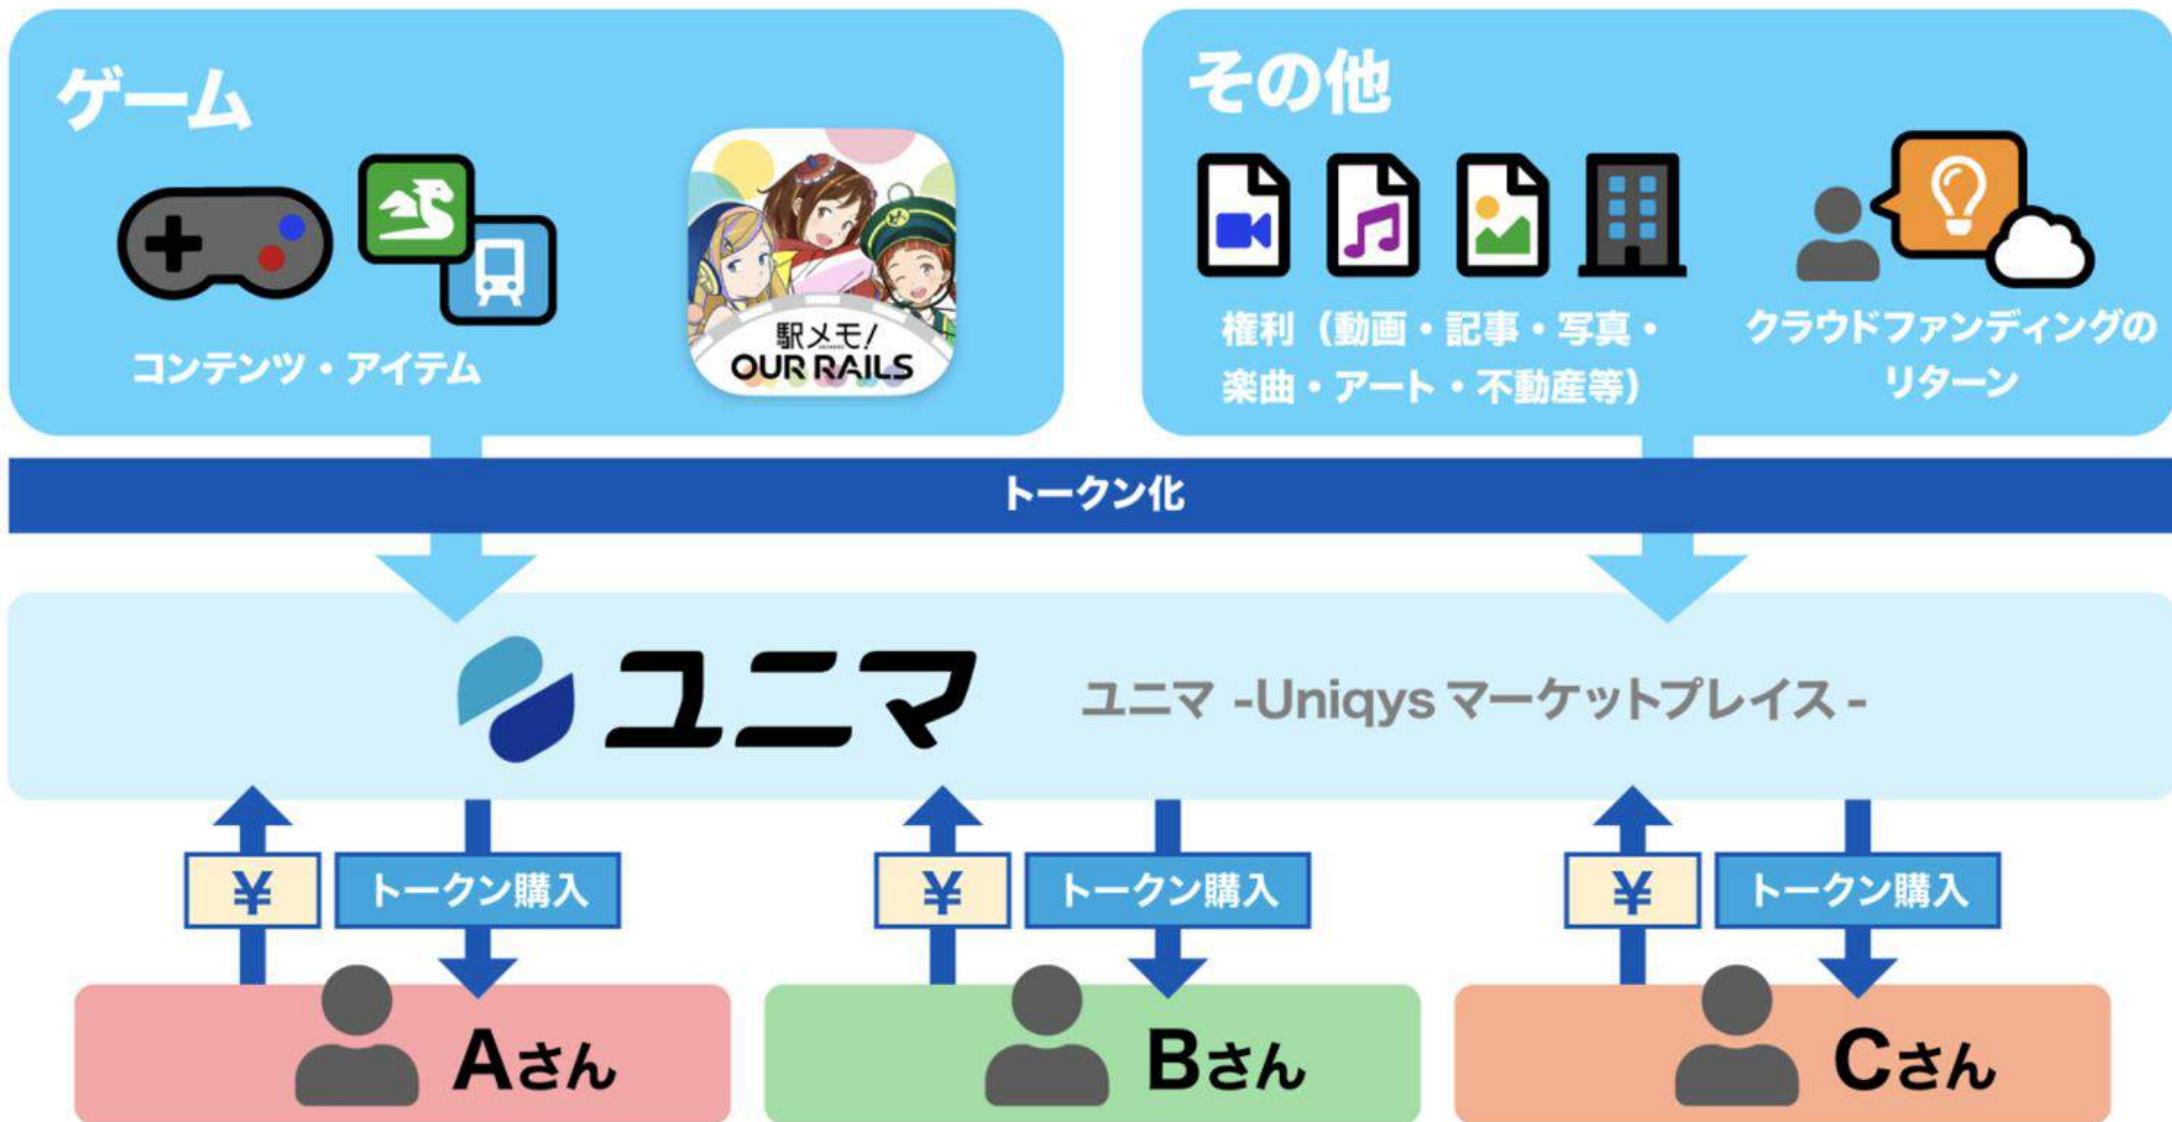 ゲーム
コンテンツ・アイテム
駅メモ!
OUR RAILS
その他
権利（動画・記事・写真・
楽曲・アート・不動産等）
クラウドファンディングの
リターン
トークン化
ユニマ
ユニマ -Uniqys マーケットプレイス -
¥
トークン購入
¥
トークン購入
¥
トークン購入
Aさん
Bさん
Cさん